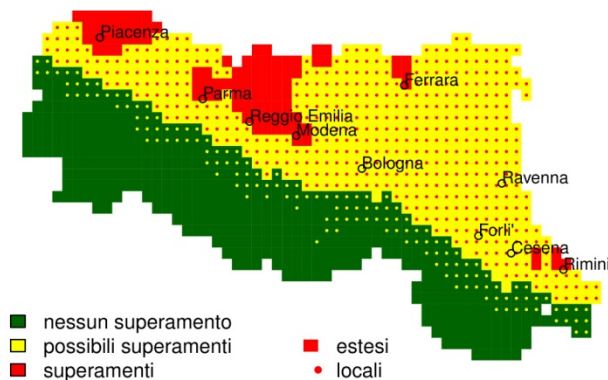 Piacenza
Ferrara
Parma
Reggio Emilia
Modena
Bologna
Ravenna
Forli'
Cesena
Rimini
nessun superamento
possibili superamenti
superamenti
estesi
locali